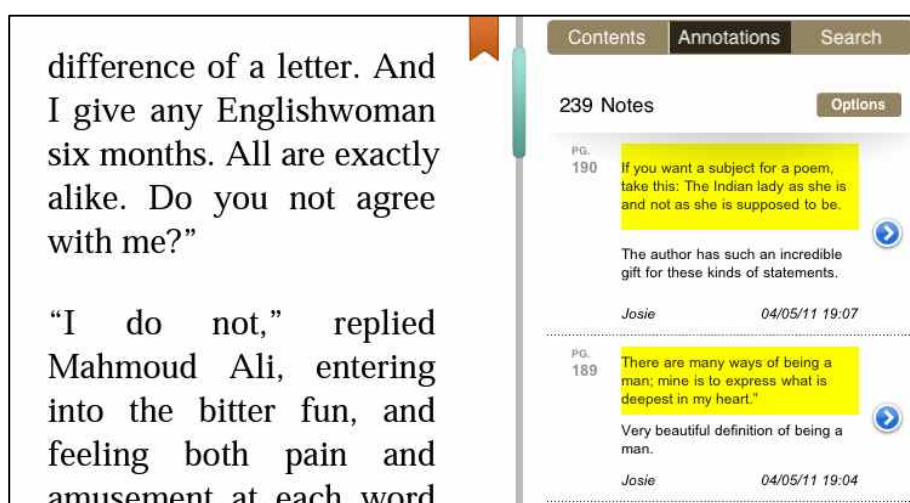 difference of a letter. And
I give any Englishwoman
six months. All are exactly
alike. Do you not agree
with me?”
“I do not,” replied
Mahmoud Ali, entering
into the bitter fun, and
feeling both pain and
amusement at each word
Contents Annotations Search
239 Notes Options
PG.
190
If you want a subject for a poem,
take this: The Indian lady as she is
and not as she is supposed to be.
The author has such an incredible
gift for these kinds of statements.
Josie 04/05/11 19:07
PG.
189
There are many ways of being a
man; mine is to express what is
deepest in my heart."
Very beautiful definition of being a
man.
Josie 04/05/11 19:04